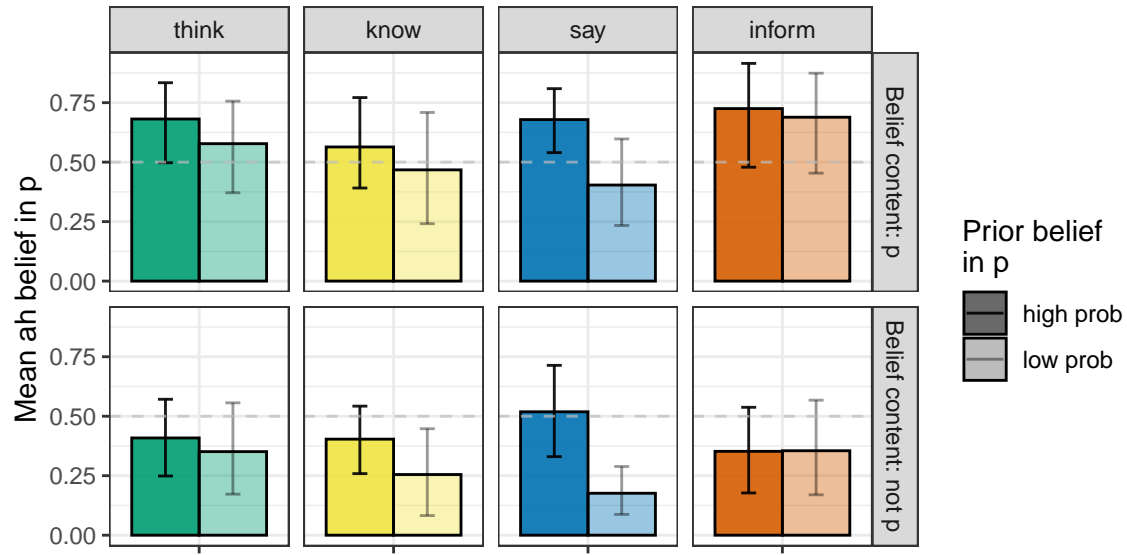 think know say inform
Mean ah belief in p
0.75
0.50
0.25
0.00
Belief content: p
0.75
0.50
0.25
0.00
Belief content: not p
Prior belief
in p
high prob
low prob